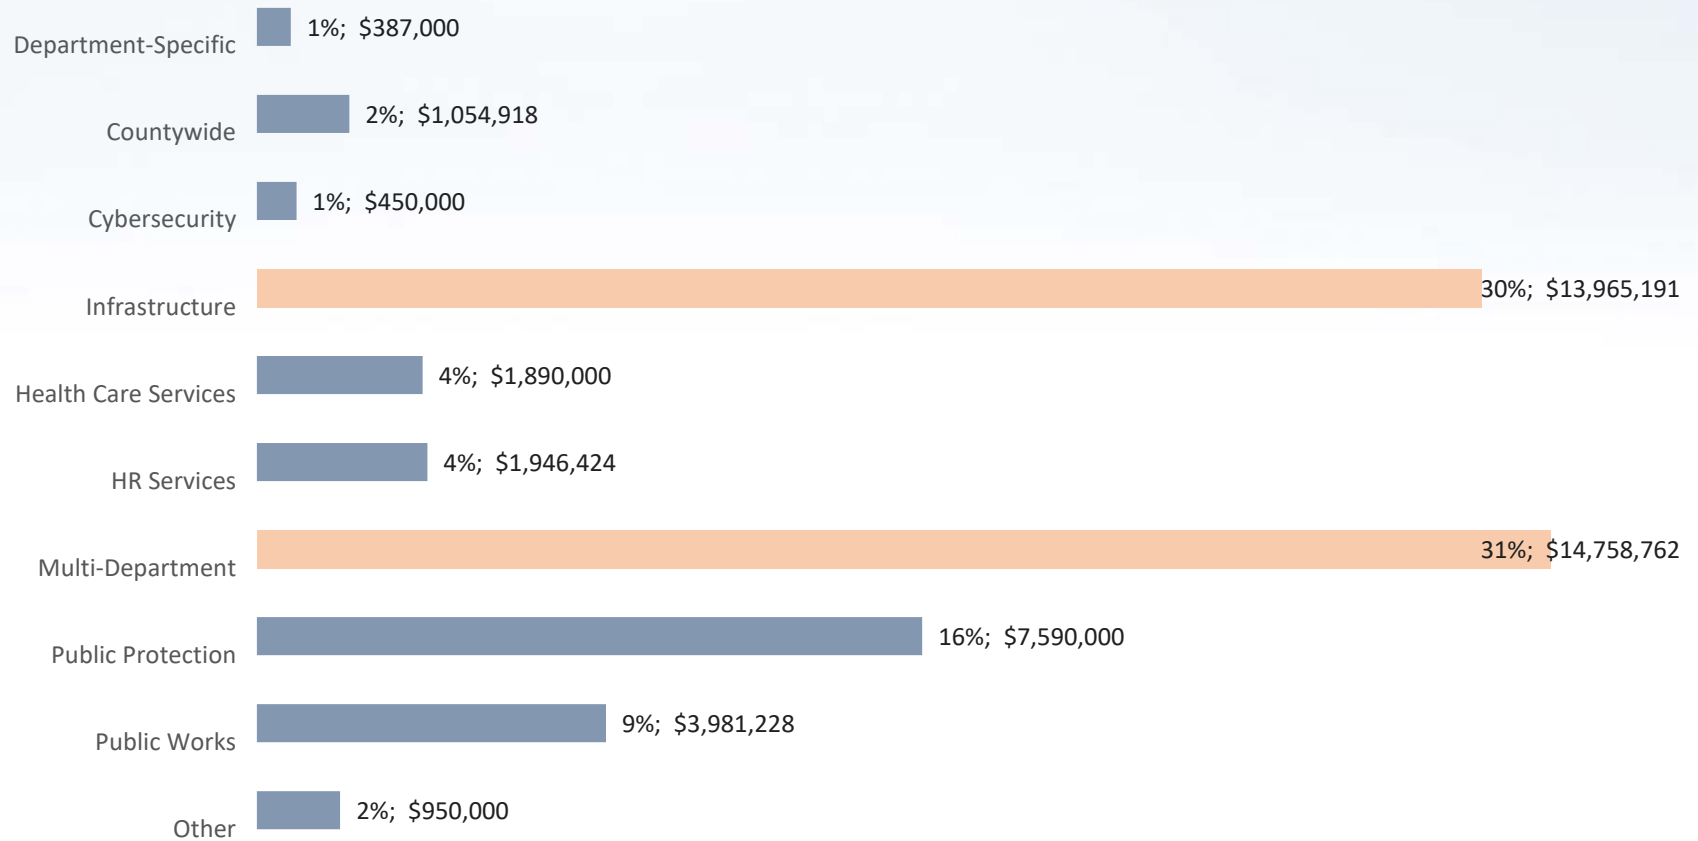 Department-Specific 1%; $387,000
Countywide 2%; $1,054,918
Cybersecurity 1%; $450,000
Infrastructure 30%; $13,965,191
Health Care Services 4%; $1,890,000
HR Services 4%; $1,946,424
Multi-Department 31%; $14,758,762
Public Protection 16%; $7,590,000
Public Works 9%; $3,981,228
Other 2%; $950,000